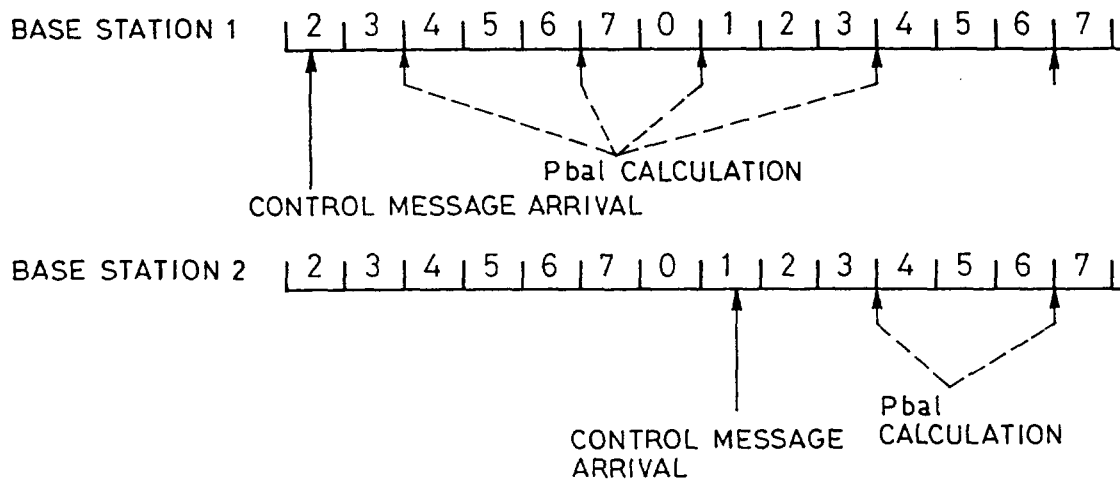 BASE STATION 1 2 3 4 5 6 7 0 1 2 3 4 5 6 7
Pbal CALCULATION
CONTROL MESSAGE ARRIVAL
BASE STATION 2 2 3 4 5 6 7 0 1 2 3 4 5 6 7
Pbal
CALCULATION
CONTROL MESSAGE
ARRIVAL